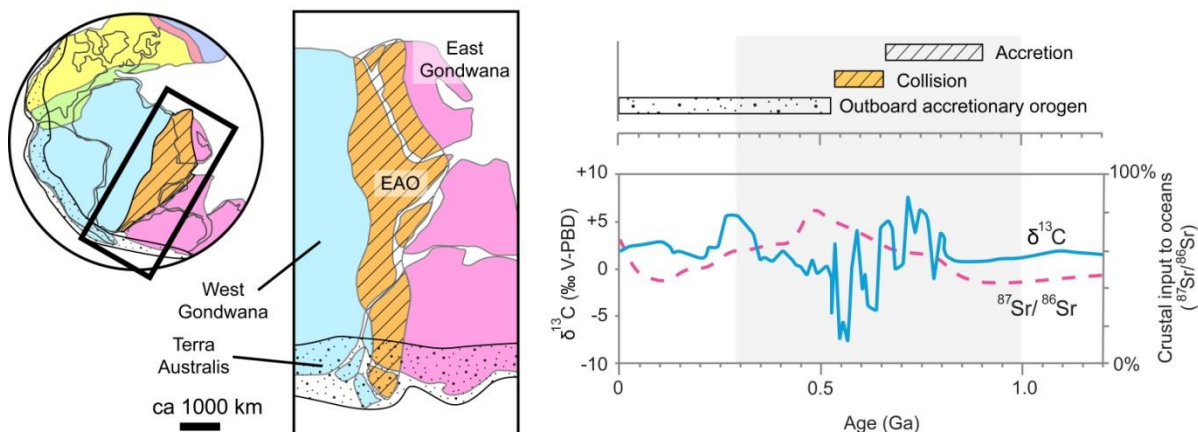 East
Gondwana
EAO
West
Gondwana
Terra
Australis
ca 1000 km
Accretion
Collision
Outboard accretionary orogen
+10
+5
0
-5
-10
δ¹³C (‰ V-PBD)
100%
0%
Crustal input to oceans
(⁸⁷Sr/⁸⁶Sr)
δ¹³C
⁸⁷Sr/⁸⁶Sr
0
0.5
1.0
Age (Ga)